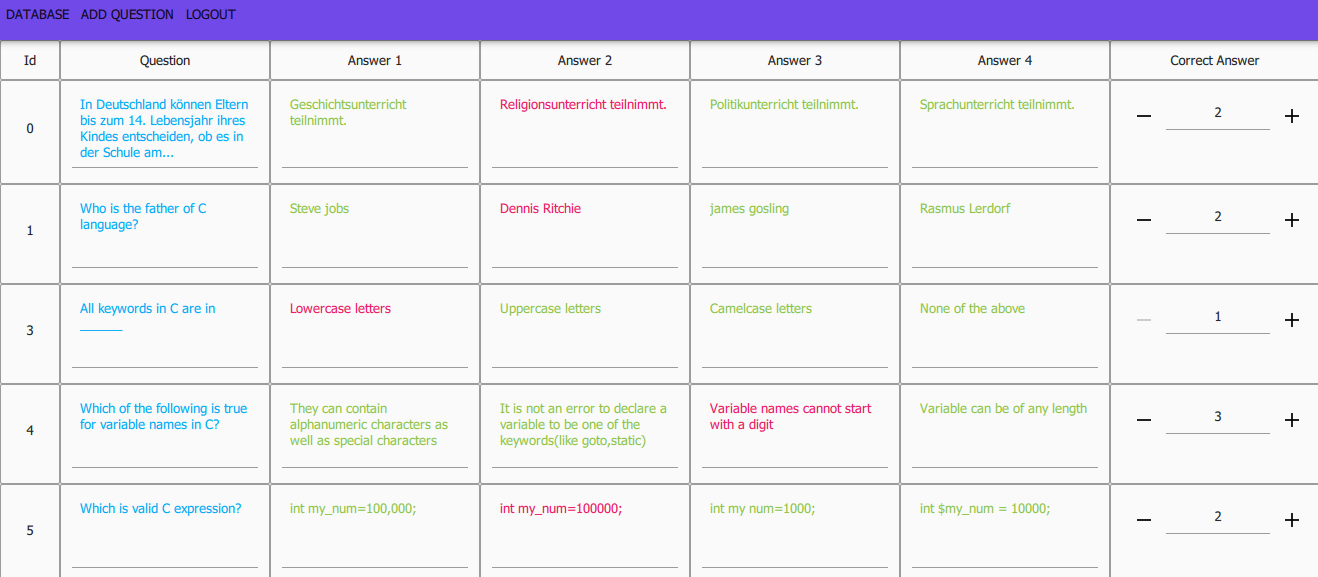 DATABASE ADD QUESTION LOGOUT
Id Question Answer 1 Answer 2 Answer 3 Answer 4 Correct Answer
0
In Deutschland können Eltern
bis zum 14. Lebensjahr ihres
Kindes entscheiden, ob es in
der Schule am...
Geschichtsunterricht
teilnimmt.
Religionsunterricht teilnimmt.
Politikunterricht teilnimmt.
Sprachunterricht teilnimmt.
— 2 +
1
Who is the father of C
language?
Steve jobs
Dennis Ritchie
james gosling
Rasmus Lerdorf
— 2 +
3
All keywords in C are in
______
Lowercase letters
Uppercase letters
Camelcase letters
None of the above
— 1 +
4
Which of the following is true
for variable names in C?
They can contain
alphanumeric characters as
well as special characters
It is not an error to declare a
variable to be one of the
keywords(like goto,static)
Variable names cannot start
with a digit
Variable can be of any length
— 3 +
5
Which is valid C expression?
int my_num=100,000;
int my_num=100000;
int my num=1000;
int $my_num = 10000;
— 2 +